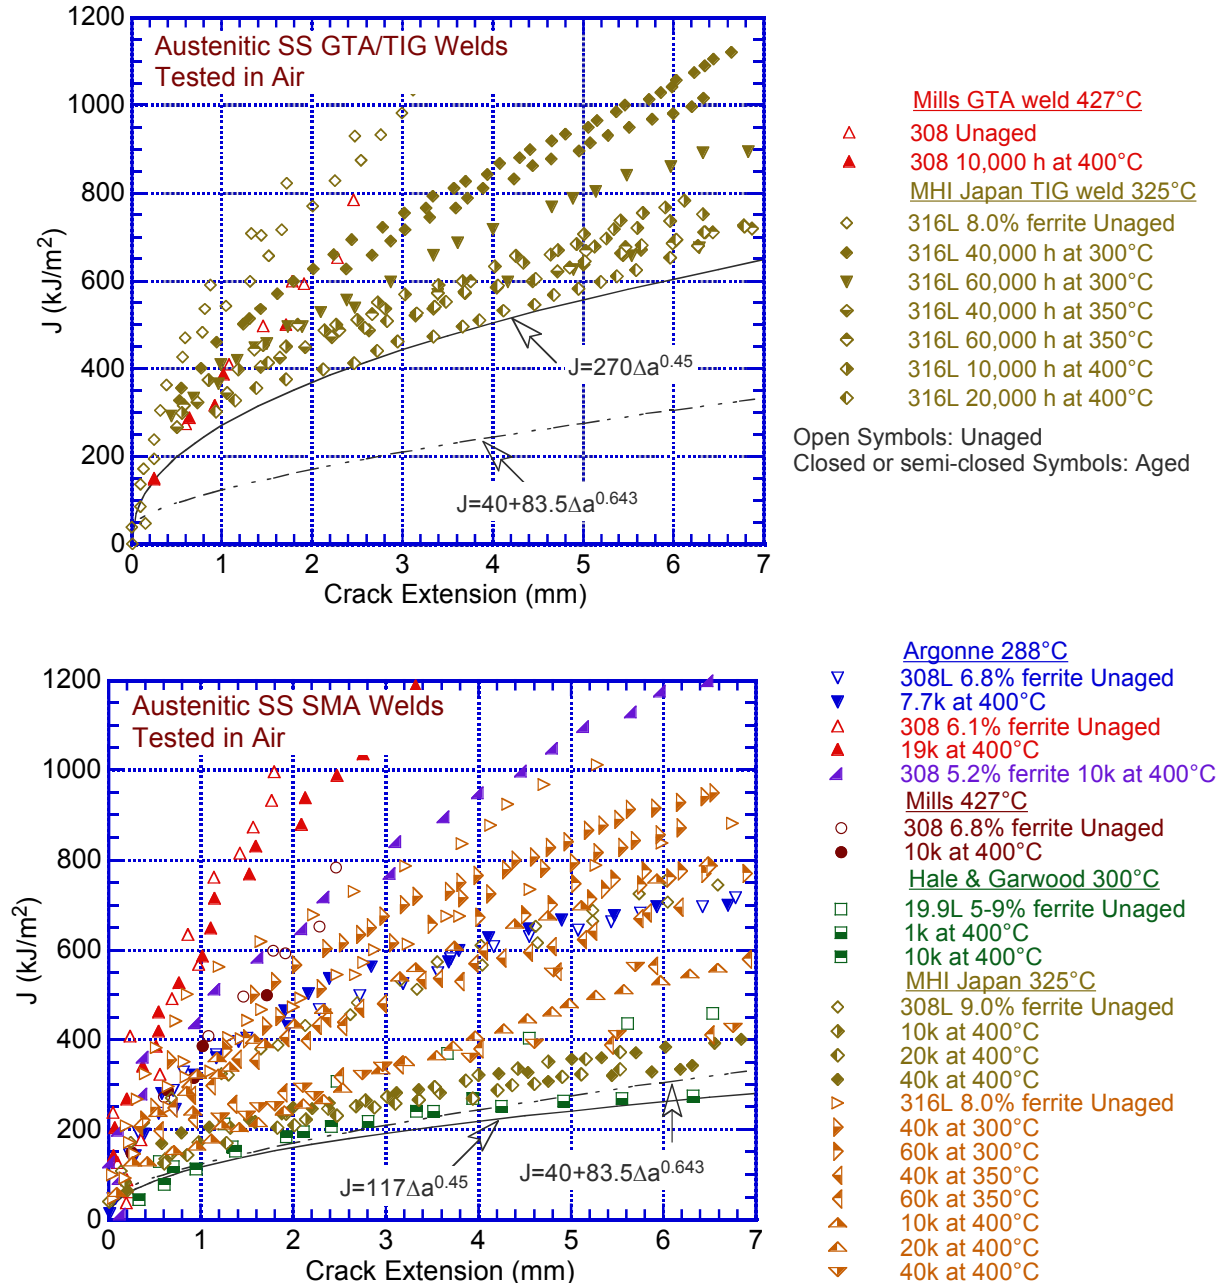 1200
1000
800
600
400
200
0
J (kJ/m2)
Austenitic SS GTA/TIG Welds
Tested in Air
J=270Δa0.45
J=40+83.5Δa0.643
0 1 2 3 4 5 6 7
Crack Extension (mm)
Mills GTA weld 427°C
308 Unaged
308 10,000 h at 400°C
MHI Japan TIG weld 325°C
316L 8.0% ferrite Unaged
316L 40,000 h at 300°C
316L 60,000 h at 300°C
316L 40,000 h at 350°C
316L 60,000 h at 350°C
316L 10,000 h at 400°C
316L 20,000 h at 400°C
Open Symbols: Unaged
Closed or semi-closed Symbols: Aged
1200
1000
800
600
400
200
0
J (kJ/m2)
Austenitic SS SMA Welds
Tested in Air
J=117Δa0.45
J=40+83.5Δa0.643
0 1 2 3 4 5 6 7
Crack Extension (mm)
Argonne 288°C
308L 6.8% ferrite Unaged
7.7k at 400°C
308 6.1% ferrite Unaged
19k at 400°C
308 5.2% ferrite 10k at 400°C
Mills 427°C
308 6.8% ferrite Unaged
10k at 400°C
Hale & Garwood 300°C
19.9L 5-9% ferrite Unaged
1k at 400°C
10k at 400°C
MHI Japan 325°C
308L 9.0% ferrite Unaged
10k at 400°C
20k at 400°C
40k at 400°C
316L 8.0% ferrite Unaged
40k at 300°C
60k at 300°C
40k at 350°C
60k at 350°C
10k at 400°C
20k at 400°C
40k at 400°C